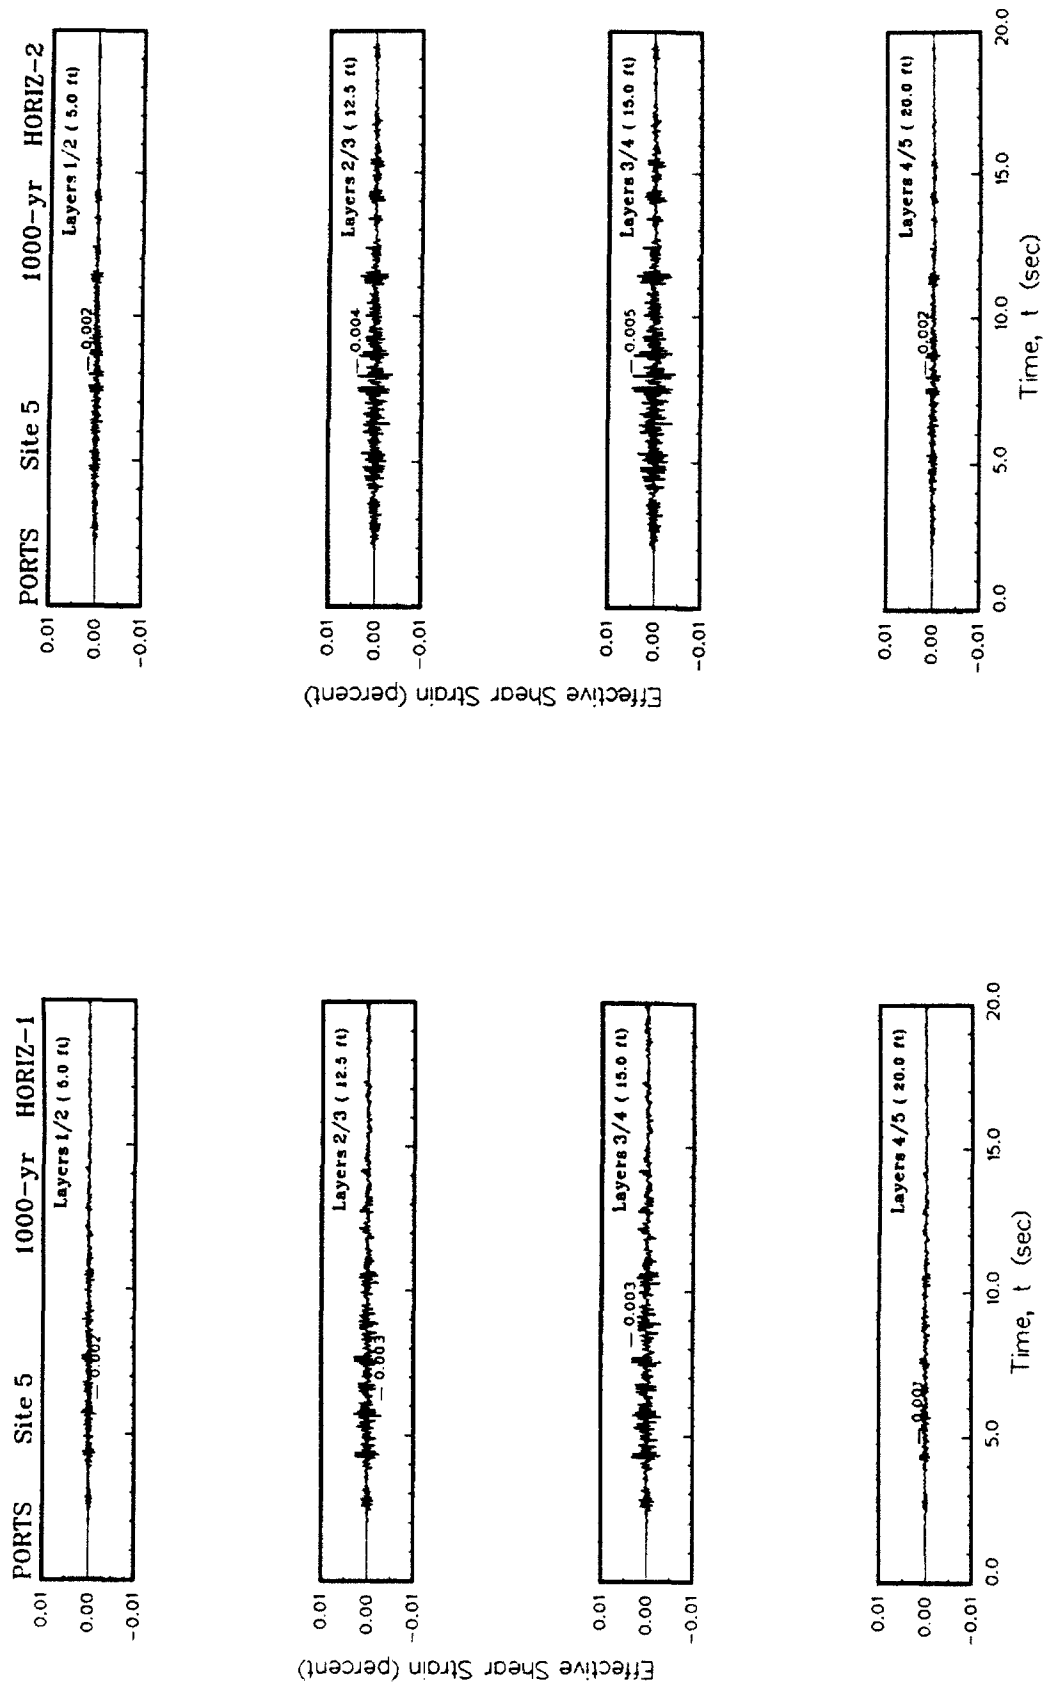 PORTS Site 5 1000-yr HORIZ-1
Layers 1/2 ( 5.0 ft)
0.01
0.00
-0.01
0.002
Layers 2/3 ( 12.5 ft)
0.01
0.00
-0.01
0.003
Effective Shear Strain (percent)
Layers 3/4 ( 15.0 ft)
0.01
0.00
-0.01
0.003
Layers 4/5 ( 20.0 ft)
0.01
0.00
-0.01
0.001
0.0 5.0 10.0 15.0 20.0
Time, t (sec)
PORTS Site 5 1000-yr HORIZ-2
Layers 1/2 ( 5.0 ft)
0.01
0.00
-0.01
0.002
Layers 2/3 ( 12.5 ft)
0.01
0.00
-0.01
0.004
Effective Shear Strain (percent)
Layers 3/4 ( 15.0 ft)
0.01
0.00
-0.01
0.005
Layers 4/5 ( 20.0 ft)
0.01
0.00
-0.01
0.002
0.0 5.0 10.0 15.0 20.0
Time, t (sec)